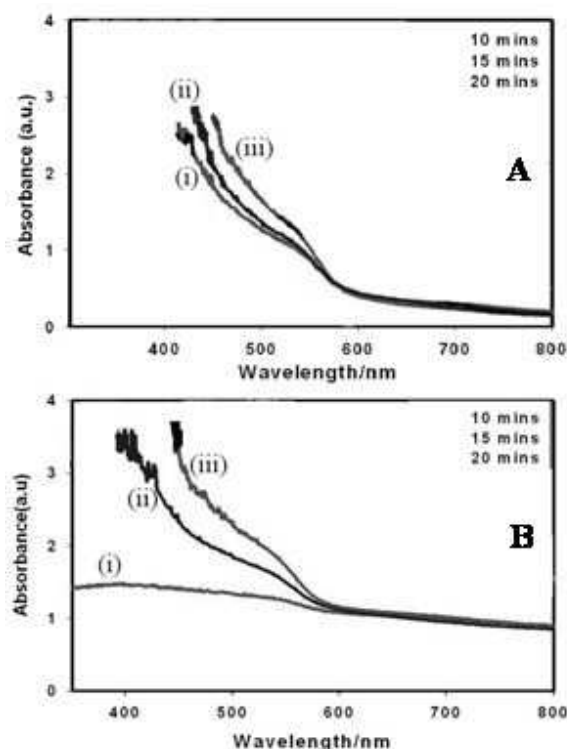 4
10 mins
15 mins
20 mins
(ii)
3
(iii)
A
(i)
2
1
0
400 500 600 700 800
Wavelength/nm
Absorbance (a.u.)
4
10 mins
15 mins
20 mins
(iii)
3
(ii)
B
2
(i)
1
0
400 500 600 700 800
Wavelength/nm
Absorbance(a.u)